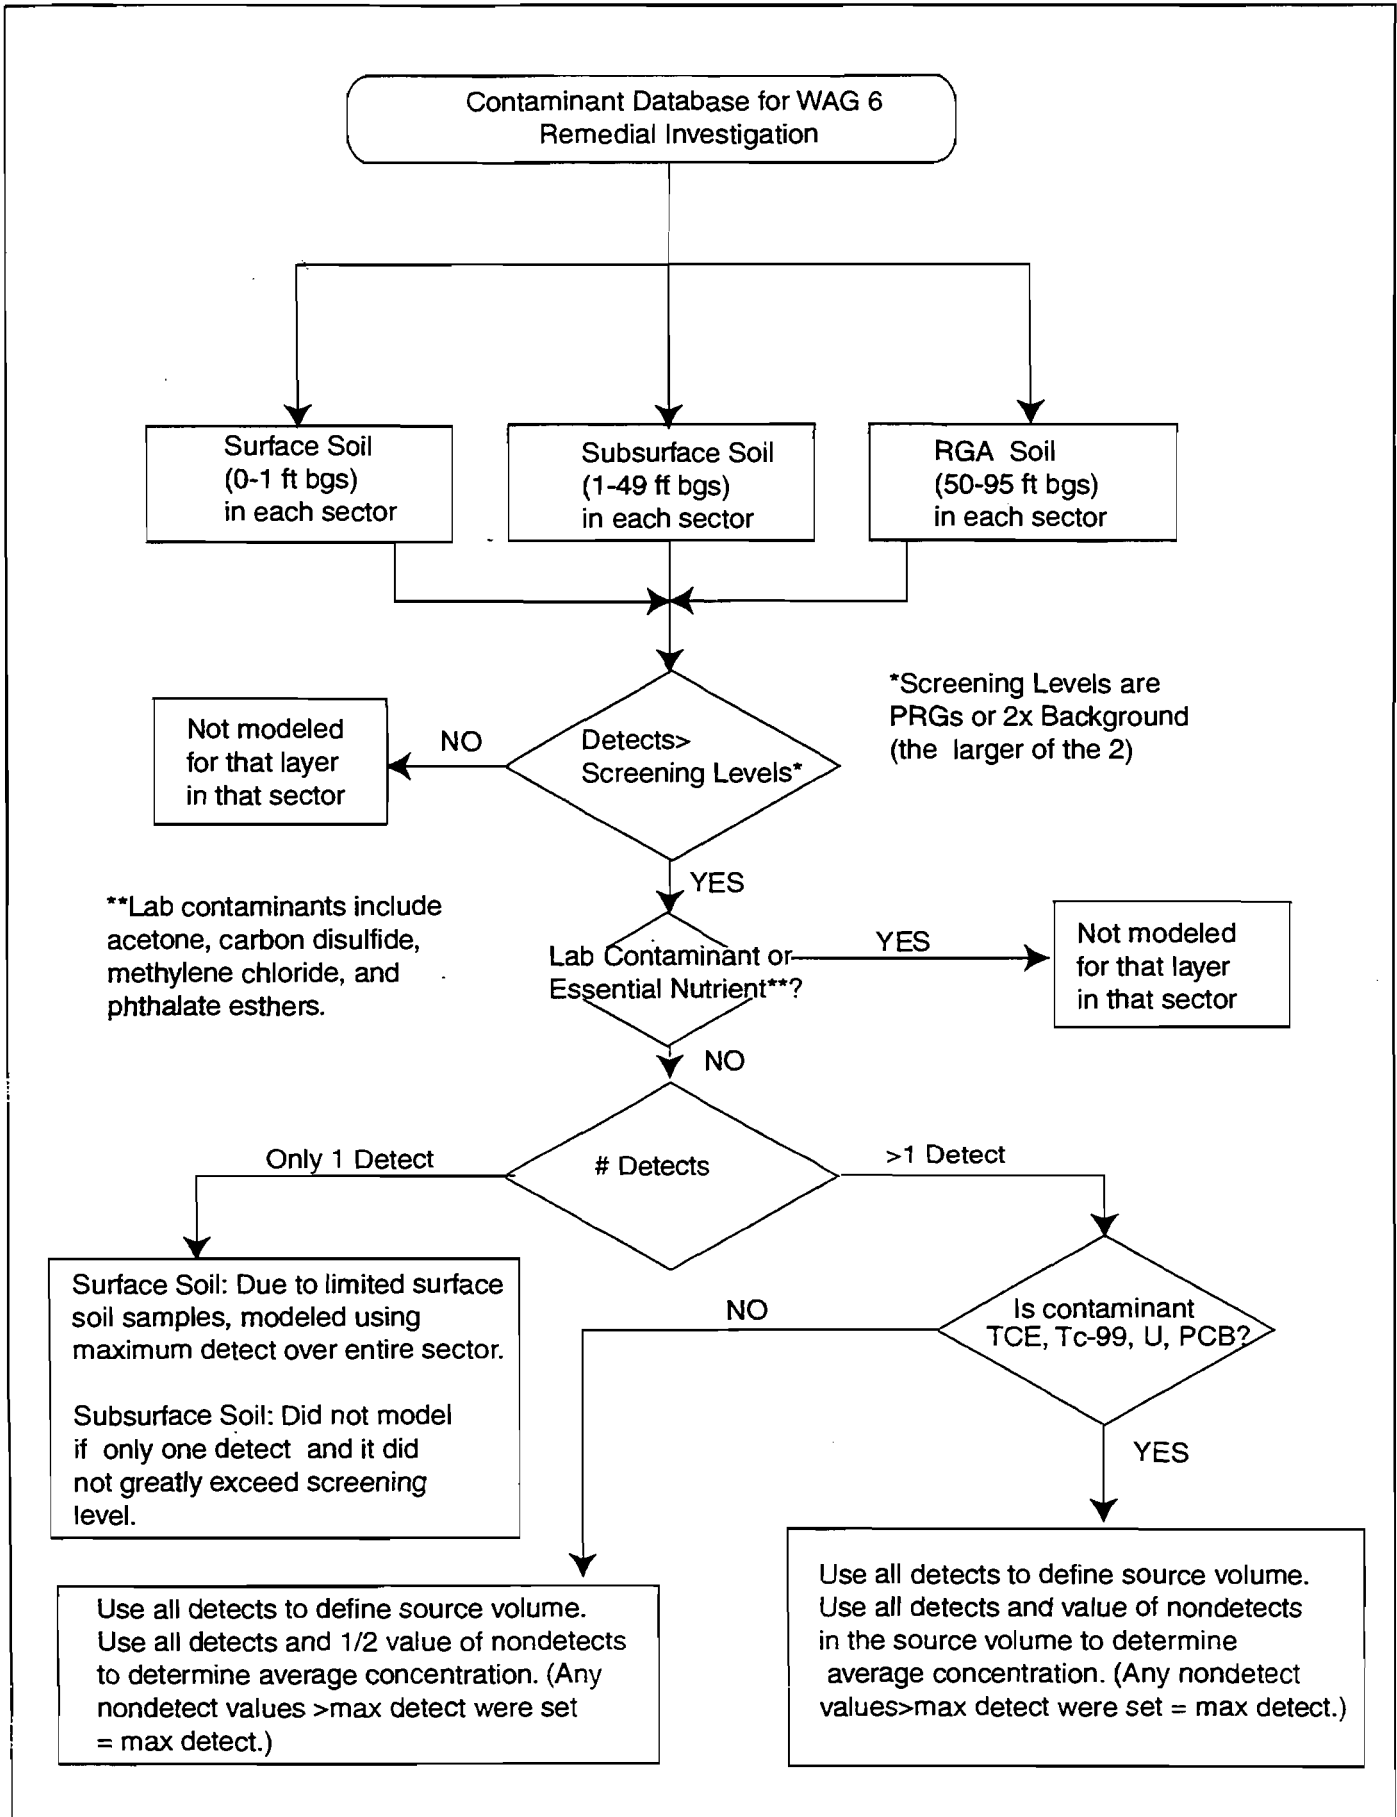 Contaminant Database for WAG 6
Remedial Investigation
Surface Soil
(0-1 ft bgs)
in each sector
Subsurface Soil
(1-49 ff bgs)
in each sector
RGA Soil
(50-95 ft bgs)
in each sector
*Screening Levels are
PRGs or 2x Background
(the larger of the 2)
Not modeled
for that layer
in that sector
NO
Detects>
Screening Levels*
YES
**Lab contaminants include
acetone, carbon disulfide,
methylene chloride, and
phthalate esthers.
Lab Contaminant or
Essential Nutrient**?
YES
Not modeled
for that layer
in that sector
NO
Only 1 Detect
# Detects
>1 Detect
Surface Soil: Due to limited surface
soil samples, modeled using
maximum detect over entire sector.
Subsurface Soil: Did not model
if only one detect and it did
not greatly exceed screening
level.
NO
Is contaminant
TCE, Tc-99, U, PCB?
YES
Use all detects to define source volume.
Use all detects and 1/2 value of nondetects
to determine average concentration. (Any
nondetect values >max detect were set
= max detect.)
Use all detects to define source volume.
Use all detects and value of nondetects
in the source volume to determine
average concentration. (Any nondetect
values>max detect were set = max detect.)